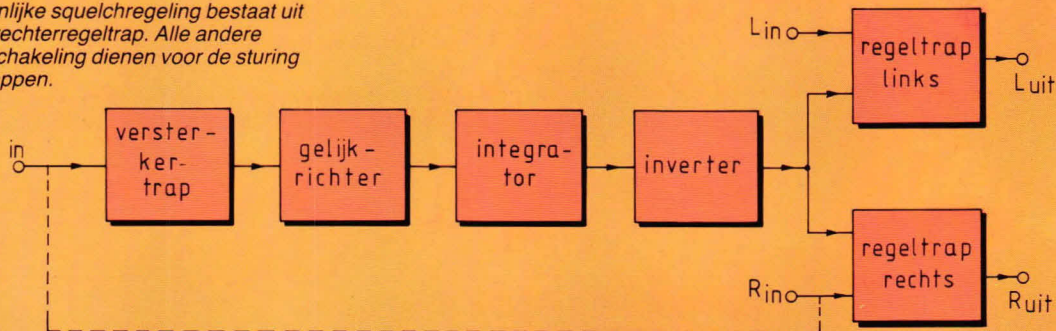 nlijke squelchregeling bestaat uit
echterregeltrap. Alle andere
chakeling dienen voor de sturing
ppen.
in
verster-
ker-
trap
gelijk-
richter
integra-
tor
inverter
Lin
regeltrap
links
Luit
Rin
regeltrap
rechts
Ruit